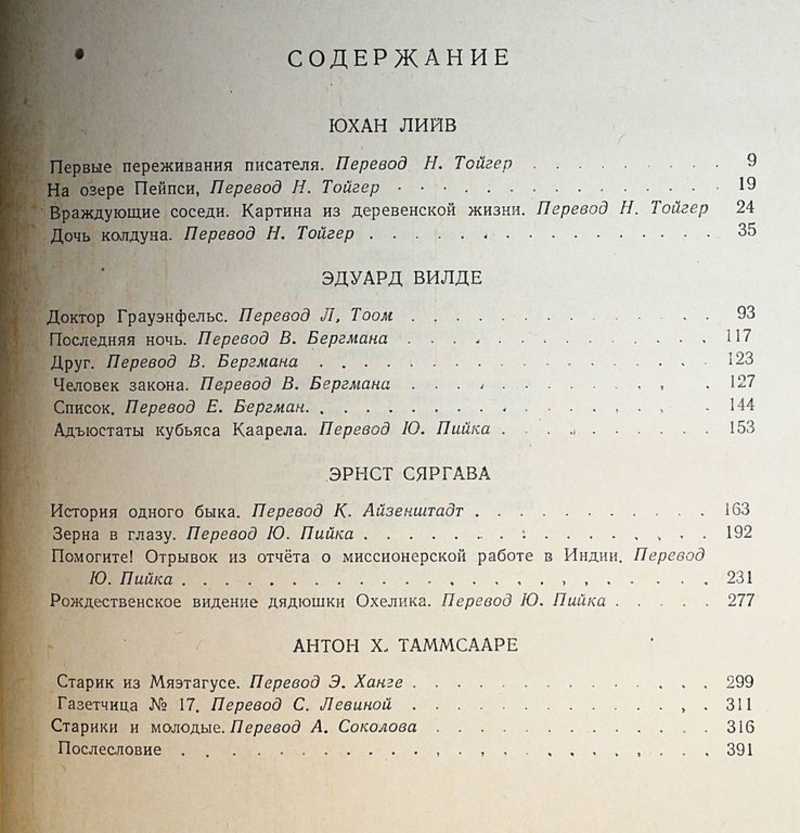 СОДЕРЖАНИЕ
ЮХАН ЛИЙВ
Первые переживания писателя. Перевод Н. Тойгер . . . . . . . . . 9
На озере Пейпси, Перевод Н. Тойгер . . . . . . . . . . . . . . . 19
Враждующие соседи. Картина из деревенской жизни. Перевод Н. Тойгер 24
Дочь колдуна. Перевод Н. Тойгер . . . . . . . . . . . . . . . . 35
ЭДУАРД ВИЛДЕ
Доктор Грауэнфельс. Перевод Л, Тоом . . . . . . . . . . . . . . 93
Последняя ночь. Перевод В. Бергмана . . . . . . . . . . . . . . 117
Друг. Перевод В. Бергмана . . . . . . . . . . . . . . . . . . 123
Человек закона. Перевод В. Бергмана . . . . . . . . . . . . . . 127
Список. Перевод Е. Бергман. . . . . . . . . . . . . . . . . . 144
Адъюстаты кубьяса Каарела. Перевод Ю. Пийка . . . . . . . . . . 153
ЭРНСТ СЯРГАВА
История одного быка. Перевод К. Айзенштадт . . . . . . . . . . . 163
Зерна в глазу. Перевод Ю. Пийка . . . . . . . . . . . . . . . . 192
Помогите! Отрывок из отчёта о миссионерской работе в Индии. Перевод
Ю. Пийка . . . . . . . . . . . . . . . . . . . . . . . . 231
Рождественское видение дядюшки Охелика. Перевод Ю. Пийка . . . . . 277
АНТОН Х. ТАММСААРЕ
Старик из Мяэтагусе. Перевод Э. Ханге . . . . . . . . . . . . . . 299
Газетчица № 17. Перевод С. Левиной . . . . . . . . . . . . . . 311
Старики и молодые. Перевод А. Соколова . . . . . . . . . . . . . 316
Послесловие . . . . . . . . . . . . . . . . . . . . . . . . 391